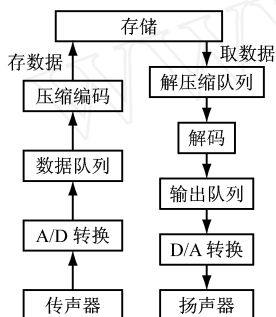 存储
存数据
取数据
压缩编码
解压缩队列
数据队列
解码
输出队列
A/D 转换
D/A 转换
传声器
扬声器